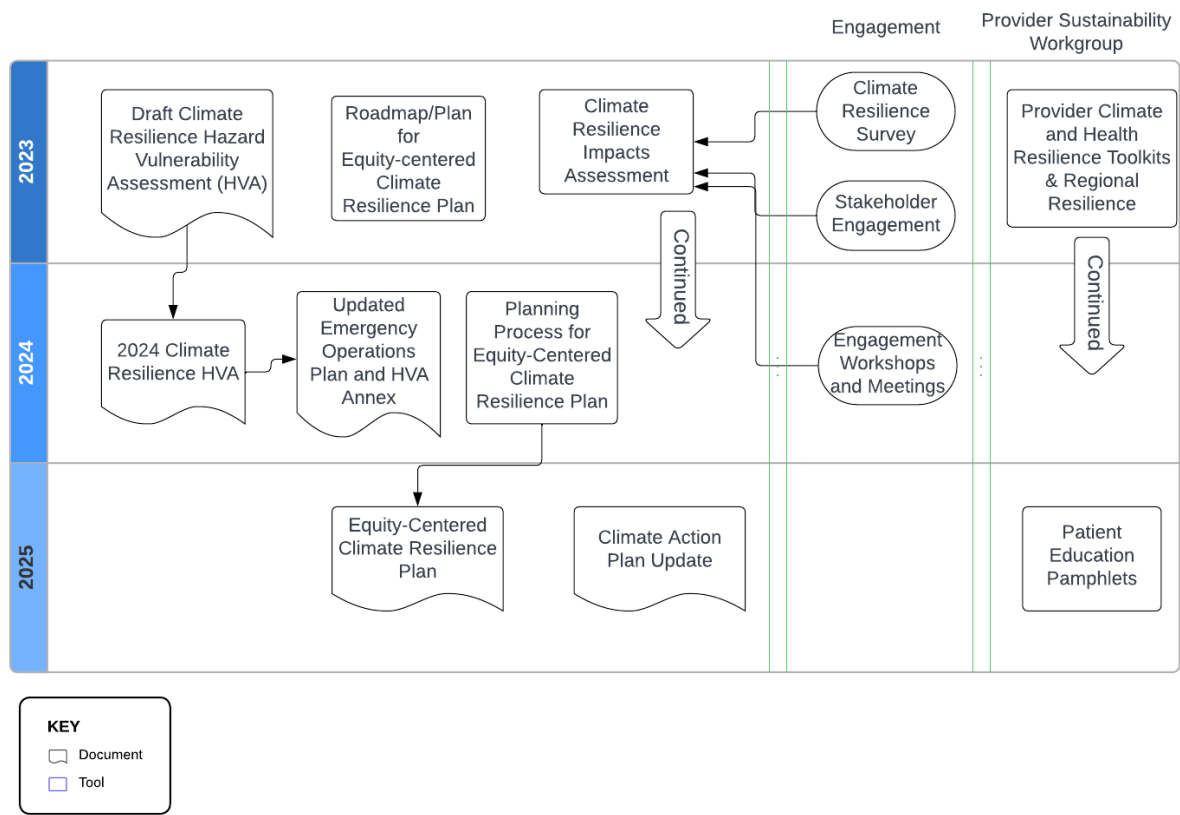 Engagement
Provider Sustainability
Workgroup
2023
Draft Climate
Resilience Hazard
Vulnerability
Assessment (HVA)
Roadmap/Plan
for
Equity-centered
Climate
Resilience Plan
Climate
Resilience
Impacts
Assessment
Climate
Resilience
Survey
Stakeholder
Engagement
Provider Climate
and Health
Resilience Toolkits
& Regional
Resilience
Continued
Continued
2024
2024 Climate
Resilience HVA
Updated
Emergency
Operations
Plan and HVA
Annex
Planning
Process for
Equity-Centered
Climate
Resilience Plan
Engagement
Workshops
and Meetings
2025
Equity-Centered
Climate Resilience
Plan
Climate Action
Plan Update
Patient
Education
Pamphlets
KEY
Document
Tool